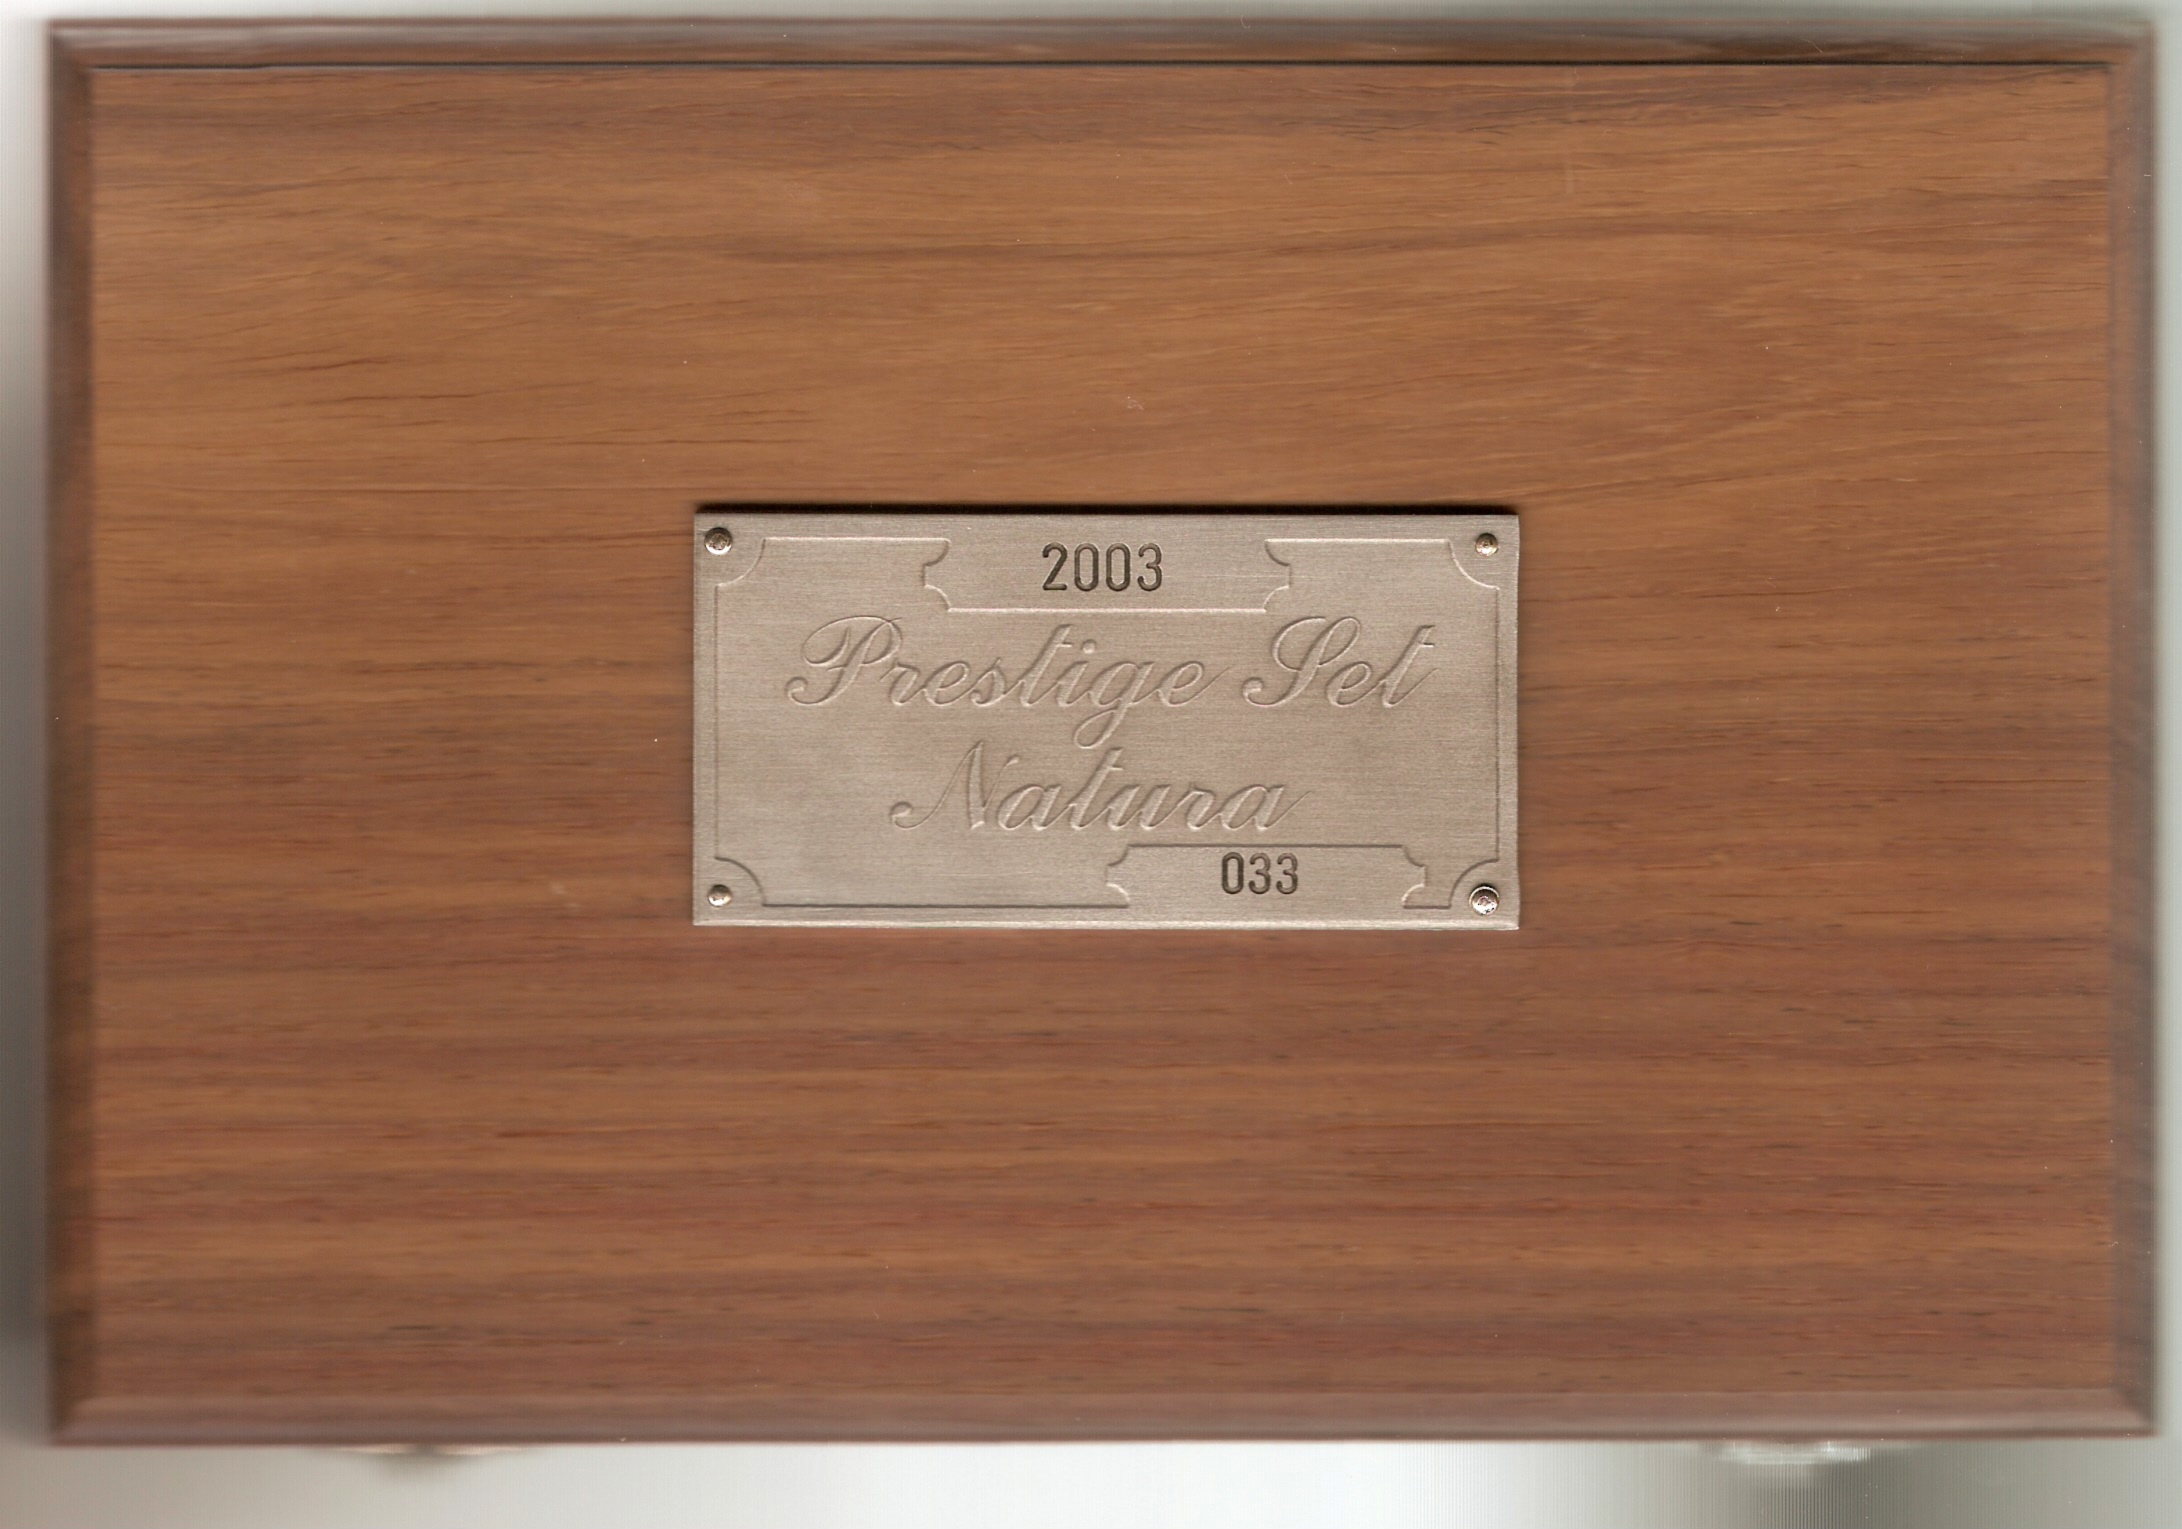 2003
Prestige Set
Natura
033